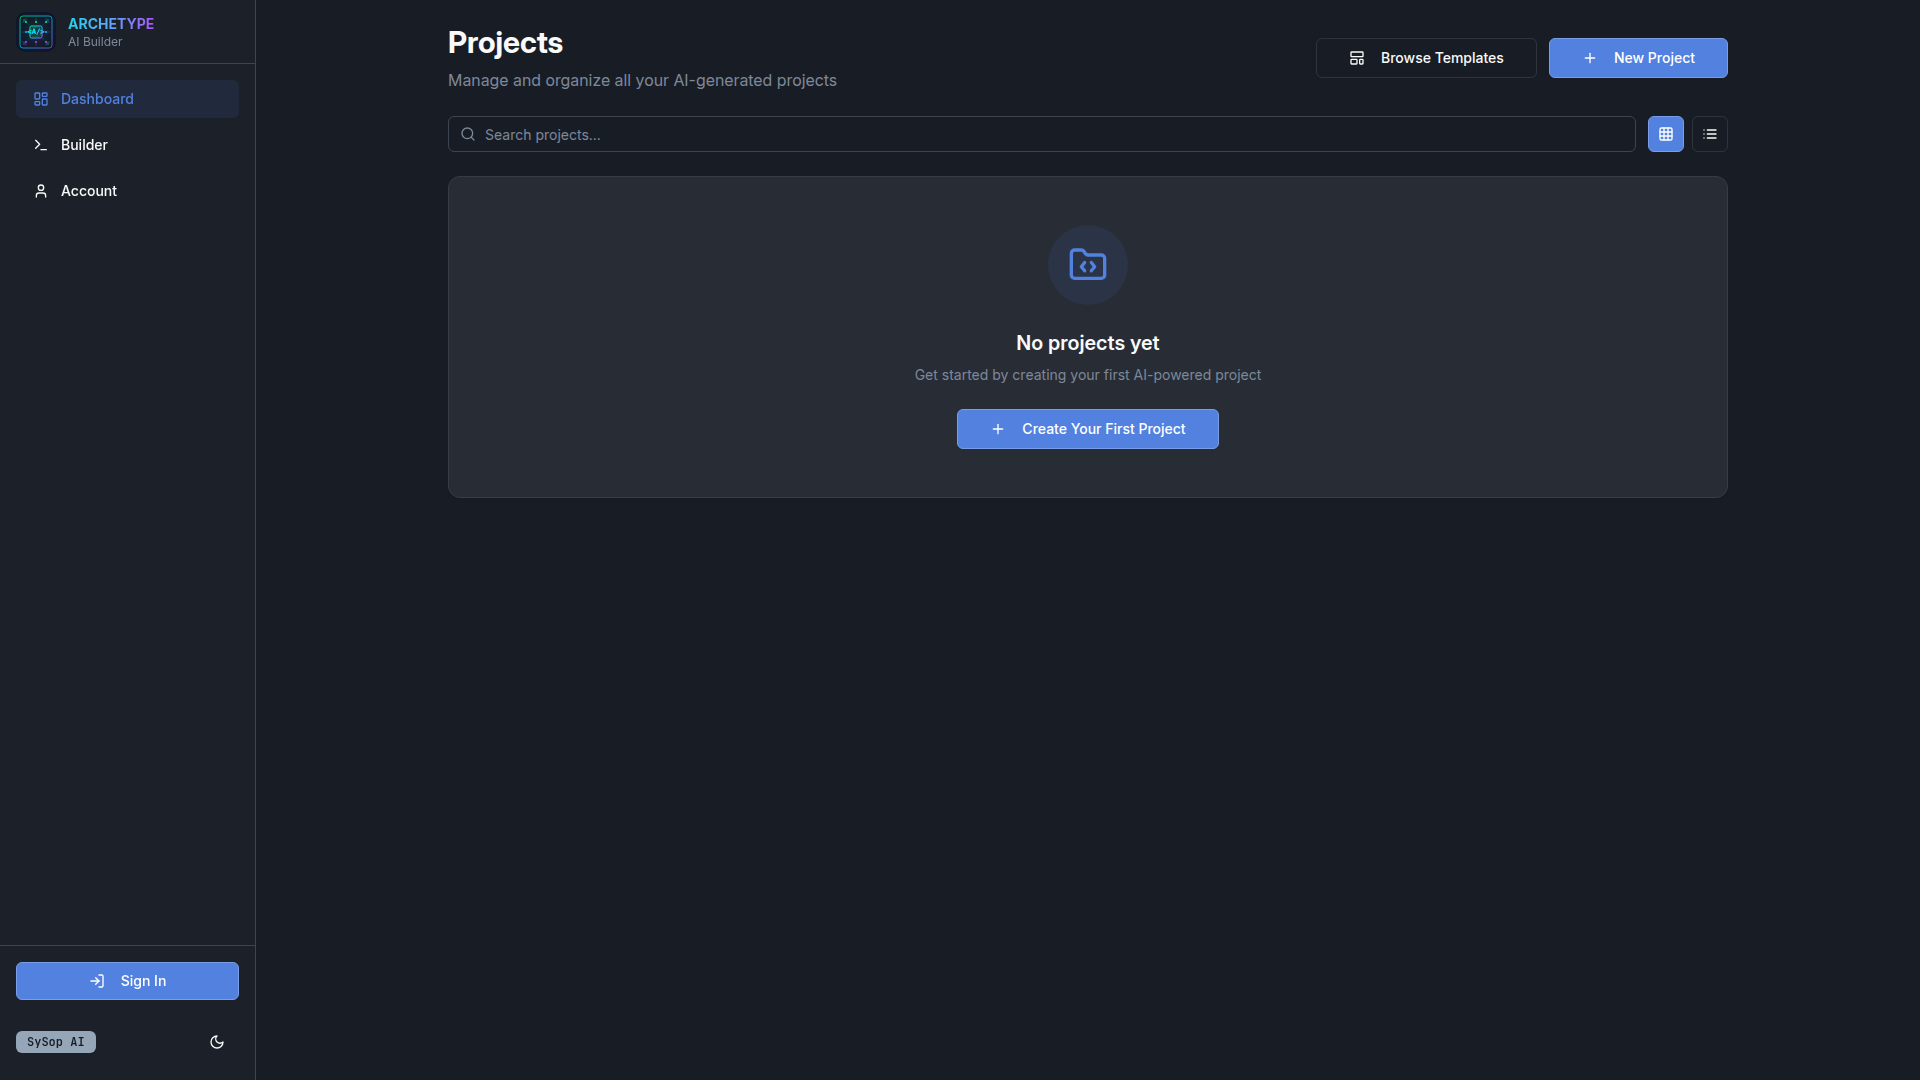 ARCHETYPE
AI Builder
Dashboard
Builder
Account
Sign In
SySop AI
Projects
Manage and organize all your AI-generated projects
Browse Templates
New Project
Search projects...
No projects yet
Get started by creating your first AI-powered project
Create Your First Project